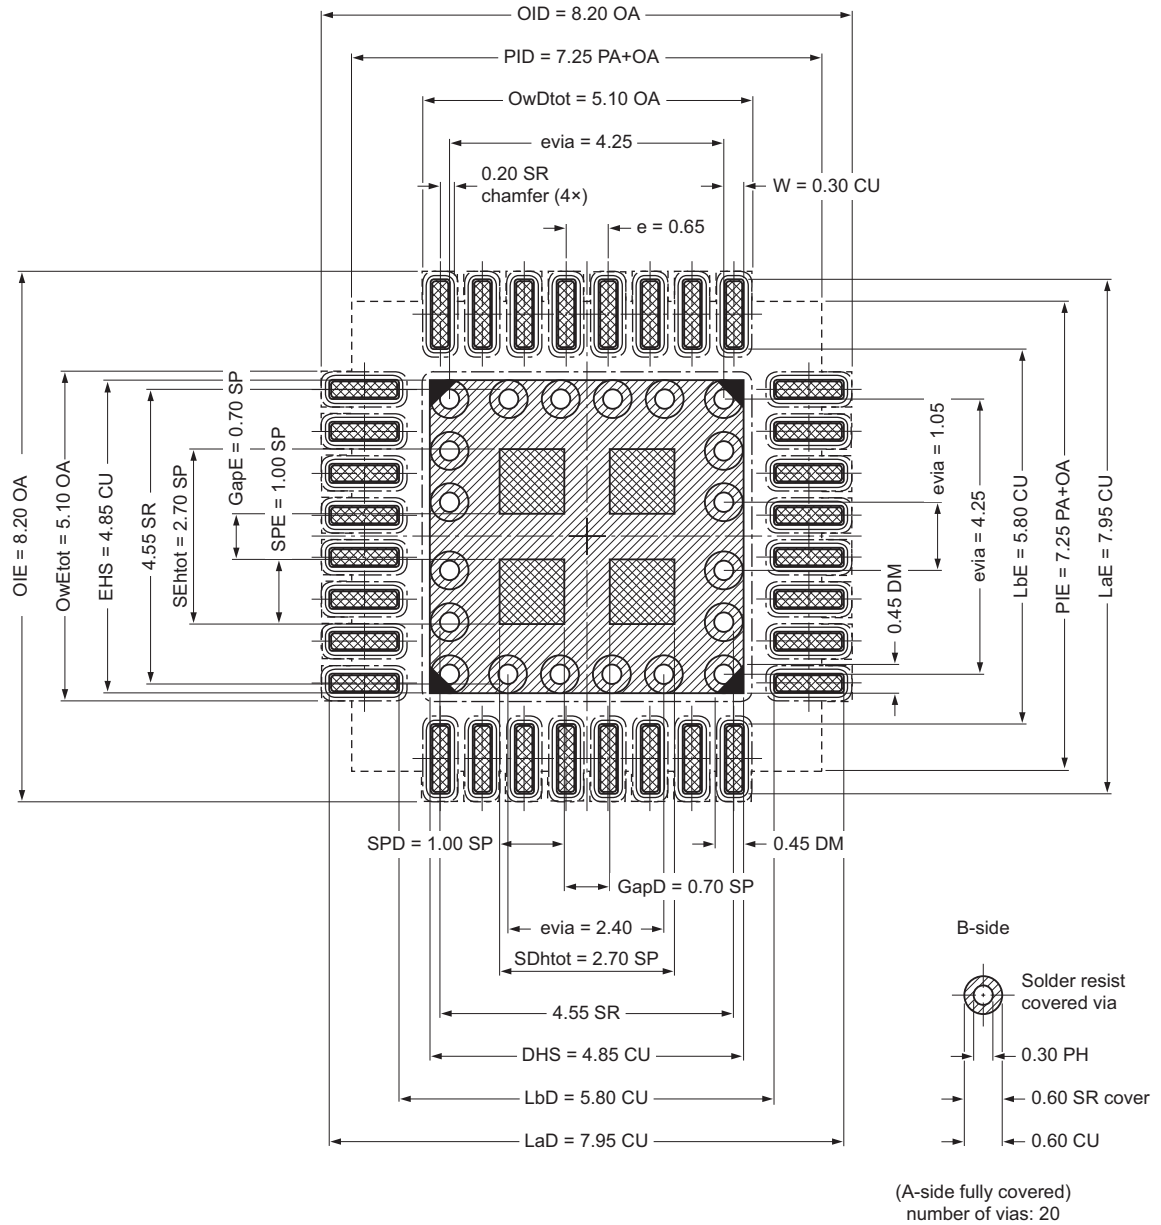 OID = 8.20 OA
PID = 7.25 PA+OA
OwDtot = 5.10 OA
evia = 4.25
0.20 SR
chamfer (4×)
W = 0.30 CU
e = 0.65
OIE = 8.20 OA
OwEtot = 5.10 OA
EHS = 4.85 CU
4.55 SR
SEhtot = 2.70 SP
GapE = 0.70 SP
SPE = 1.00 SP
0.45 DM
evia = 1.05
evia = 4.25
LbE = 5.80 CU
PIE = 7.25 PA+OA
LaE = 7.95 CU
SPD = 1.00 SP
0.45 DM
GapD = 0.70 SP
evia = 2.40
SDhtot = 2.70 SP
4.55 SR
DHS = 4.85 CU
LbD = 5.80 CU
LaD = 7.95 CU
B-side
Solder resist
covered via
0.30 PH
0.60 SR cover
0.60 CU
(A-side fully covered)
number of vias: 20